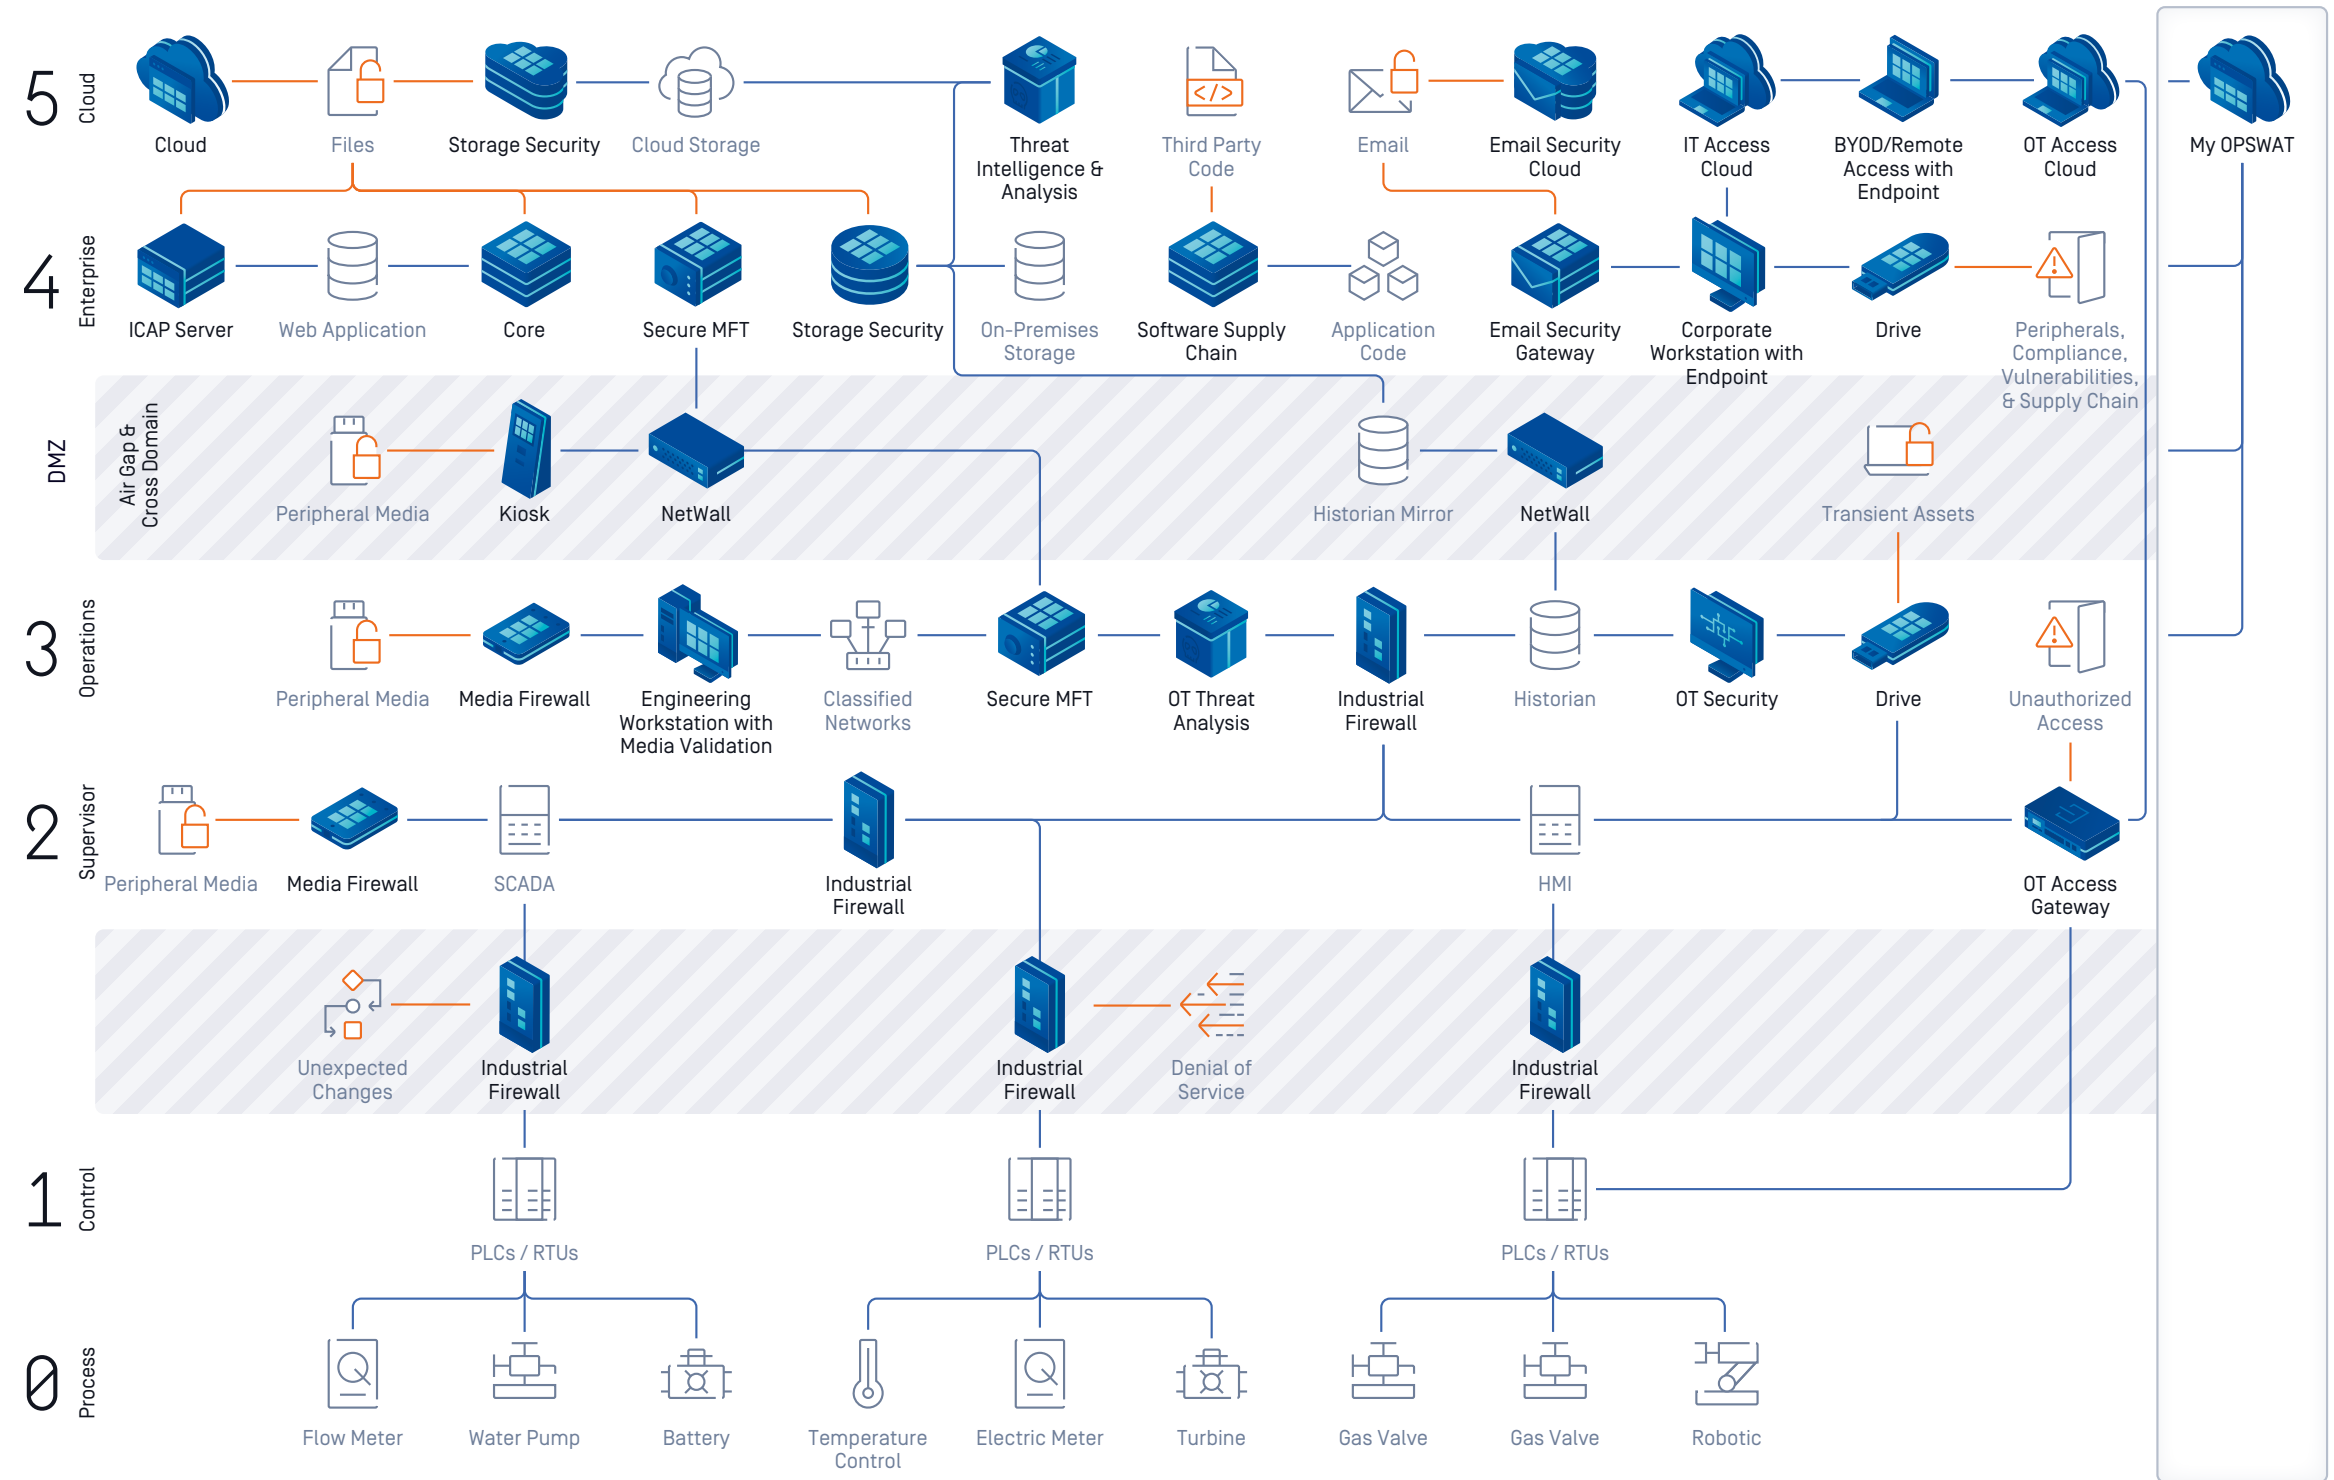 5
Cloud
Cloud
Files
Storage Security
Cloud Storage
Threat
Intelligence &
Analysis
Third Party
Code
</>
Email
Email Security
Cloud
IT Access
Cloud
BYOD/Remote
Access with
Endpoint
OT Access
Cloud
My OPSWAT
4
Enterprise
ICAP Server
Web Application
Core
Secure MFT
Storage Security
On-Premises
Storage
Software Supply
Chain
Application
Code
Email Security
Gateway
Corporate
Workstation with
Endpoint
Drive
Peripherals,
Compliance,
Vulnerabilities,
& Supply Chain
DMZ
Air Gap &
Cross Domain
Peripheral Media
Kiosk
NetWall
Historian Mirror
NetWall
Transient Assets
3
Operations
Peripheral Media
Media Firewall
Engineering
Workstation with
Media Validation
Classified
Networks
Secure MFT
OT Threat
Analysis
Industrial
Firewall
Historian
OT Security
Drive
Unauthorized
Access
2
Supervisor
Peripheral Media
Media Firewall
SCADA
Industrial
Firewall
HMI
OT Access
Gateway
Unexpected
Changes
Industrial
Firewall
Industrial
Firewall
Denial of
Service
Industrial
Firewall
1
Control
PLCs / RTUs
PLCs / RTUs
PLCs / RTUs
0
Process
Flow Meter
Water Pump
Battery
Temperature
Control
Electric Meter
Turbine
Gas Valve
Gas Valve
Robotic